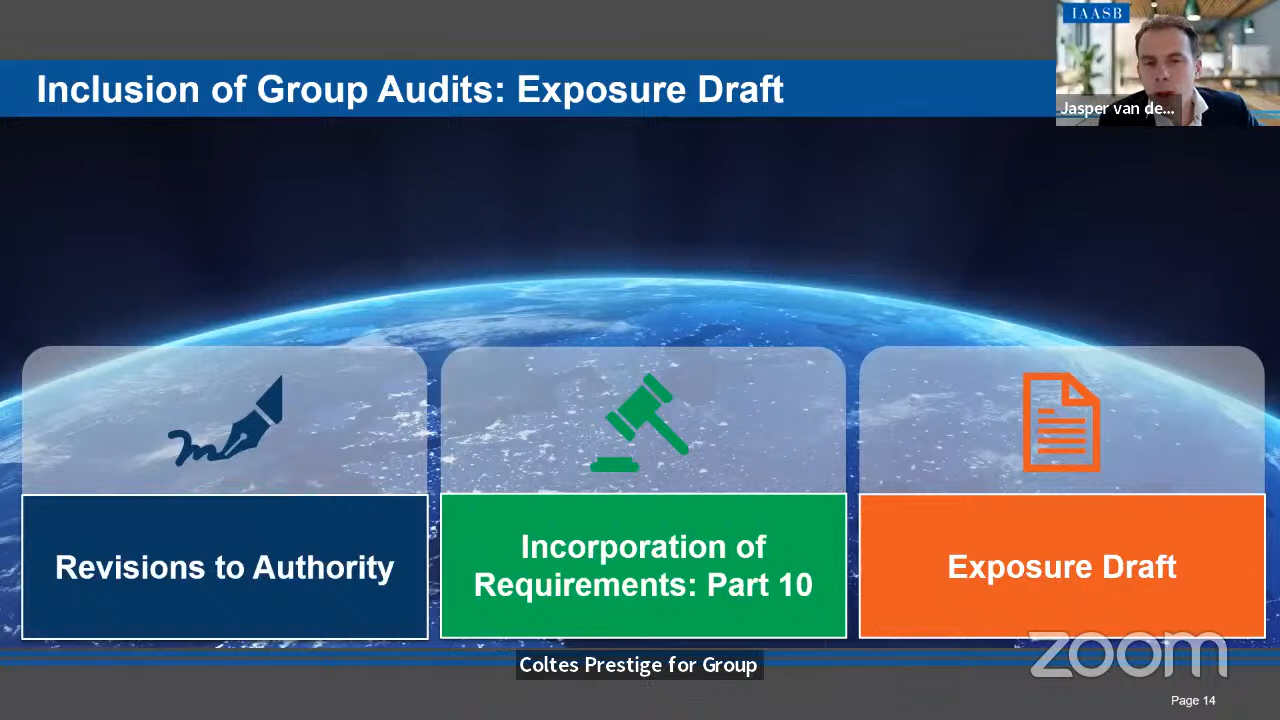 IAASB
Inclusion of Group Audits: Exposure Draft
Jasper van de...
Revisions to Authority
Incorporation of
Requirements: Part 10
Exposure Draft
zoom
Coltes Prestige for Group
Page 14